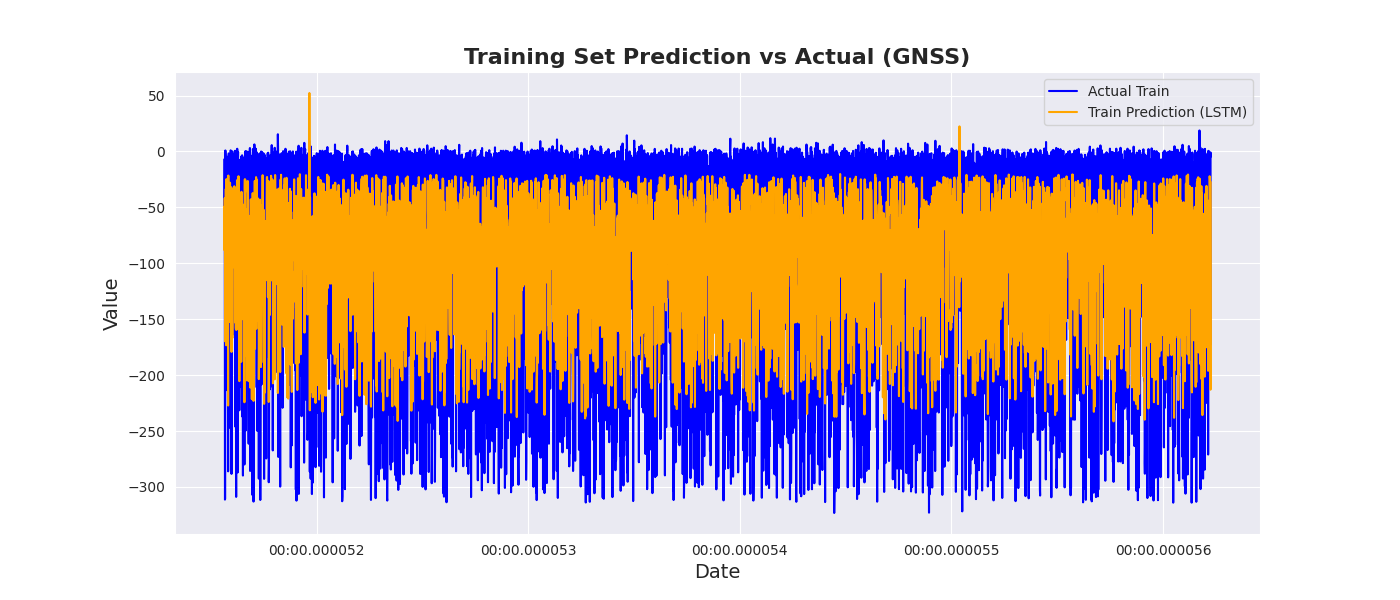 Training Set Prediction vs Actual (GNSS)
Actual Train
Train Prediction (LSTM)
Value
50
0
−50
−100
−150
−200
−250
−300
00:00.000052
00:00.000053
00:00.000054
00:00.000055
00:00.000056
Date